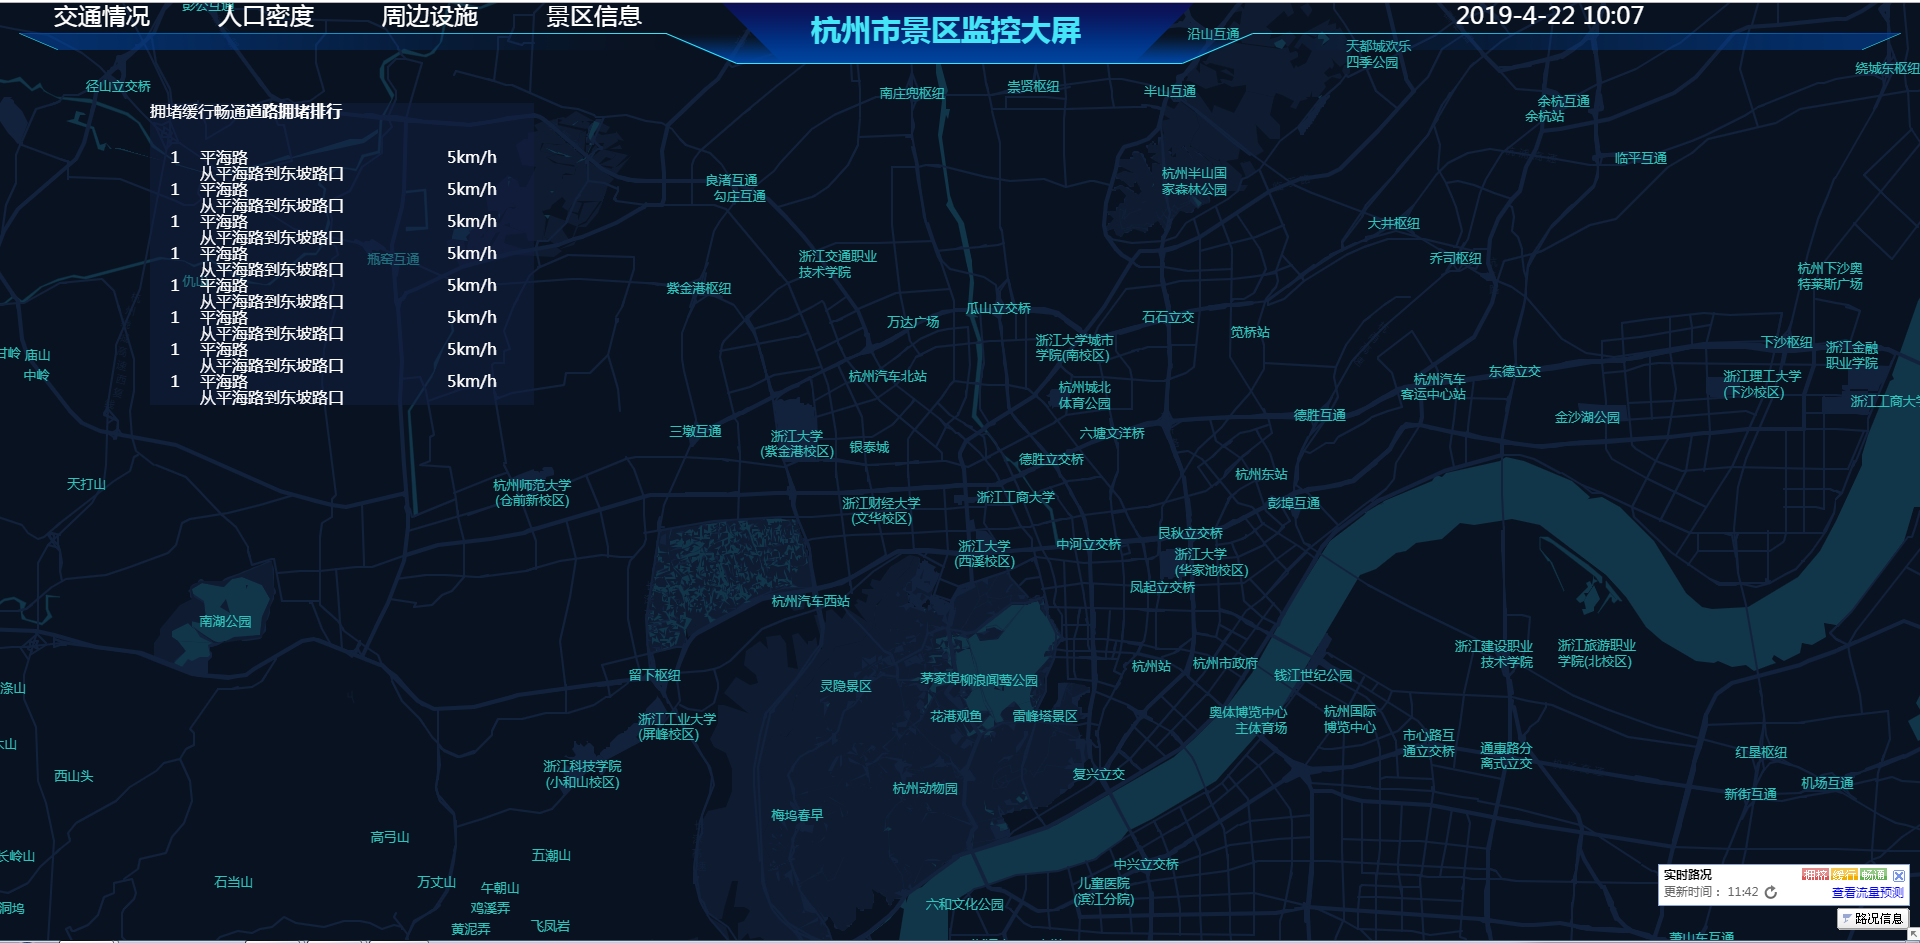 交通情况
人口密度
周边设施
景区信息
杭州市景区监控大屏
2019-4-22 10:07
彭公互通
沿山互通
天都城欢乐
四季公园
绕城东枢纽
径山立交桥
南庄兜枢纽
崇贤枢纽
半山互通
余杭互通
余杭站
临平互通
拥堵缓行畅通道路拥堵排行
1 平海路 5km/h
从平海路到东坡路口
1 平海路 5km/h
从平海路到东坡路口
1 平海路 5km/h
从平海路到东坡路口
1 平海路 5km/h
从平海路到东坡路口
1 平海路 5km/h
从平海路到东坡路口
1 平海路 5km/h
从平海路到东坡路口
1 平海路 5km/h
从平海路到东坡路口
1 平海路 5km/h
从平海路到东坡路口
瓶窑互通
良渚互通
勾庄互通
杭州半山国
家森林公园
大井枢纽
乔司枢纽
浙江交通职业
技术学院
紫金港枢纽
杭州下沙奥
特莱斯广场
瓜山立交桥
万达广场
石石立交
笕桥站
浙江大学城市
学院(南校区)
下沙枢纽
浙江金融
职业学院
甘岭
庙山
中岭
杭州汽车北站
杭州城北
体育公园
杭州汽车
客运中心站
东德立交
浙江理工大学
(下沙校区)
浙江工商大学
德胜互通
金沙湖公园
三墩互通
浙江大学
(紫金港校区)
银泰城
六塘文洋桥
德胜立交桥
杭州东站
天打山
杭州师范大学
(仓前新校区)
浙江财经大学
(文华校区)
浙江工商大学
彭埠互通
浙江大学
(西溪校区)
中河立交桥
艮秋立交桥
浙江大学
(华家池校区)
凤起立交桥
杭州汽车西站
南湖公园
留下枢纽
灵隐景区
茅家埠
柳浪闻莺公园
杭州站
杭州市政府
钱江世纪公园
浙江建设职业
技术学院
浙江旅游职业
学院(北校区)
涤山
花港观鱼
雷峰塔景区
浙江工业大学
(屏峰校区)
奥体博览中心
主体育场
杭州国际
博览中心
市心路互
通立交桥
通惠路分
离式立交
红垦枢纽
西山头
浙江科技学院
(小和山校区)
复兴立交
杭州动物园
机场互通
新街互通
梅坞春早
高弓山
长岭山
五潮山
中兴立交桥
石当山
万丈山
午朝山
儿童医院
(滨江分院)
洞坞
鸡溪弄
六和文化公园
黄泥弄
飞凤岩
萧山东互通
实时路况
拥挤
缓行
畅通
更新时间： 11:42
查看流量预测
路况信息